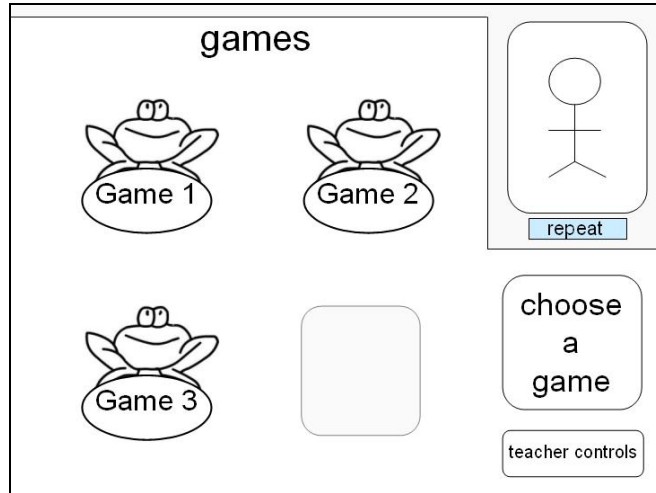 games
Game 1
Game 2
repeat
Game 3
choose
a
game
teacher controls